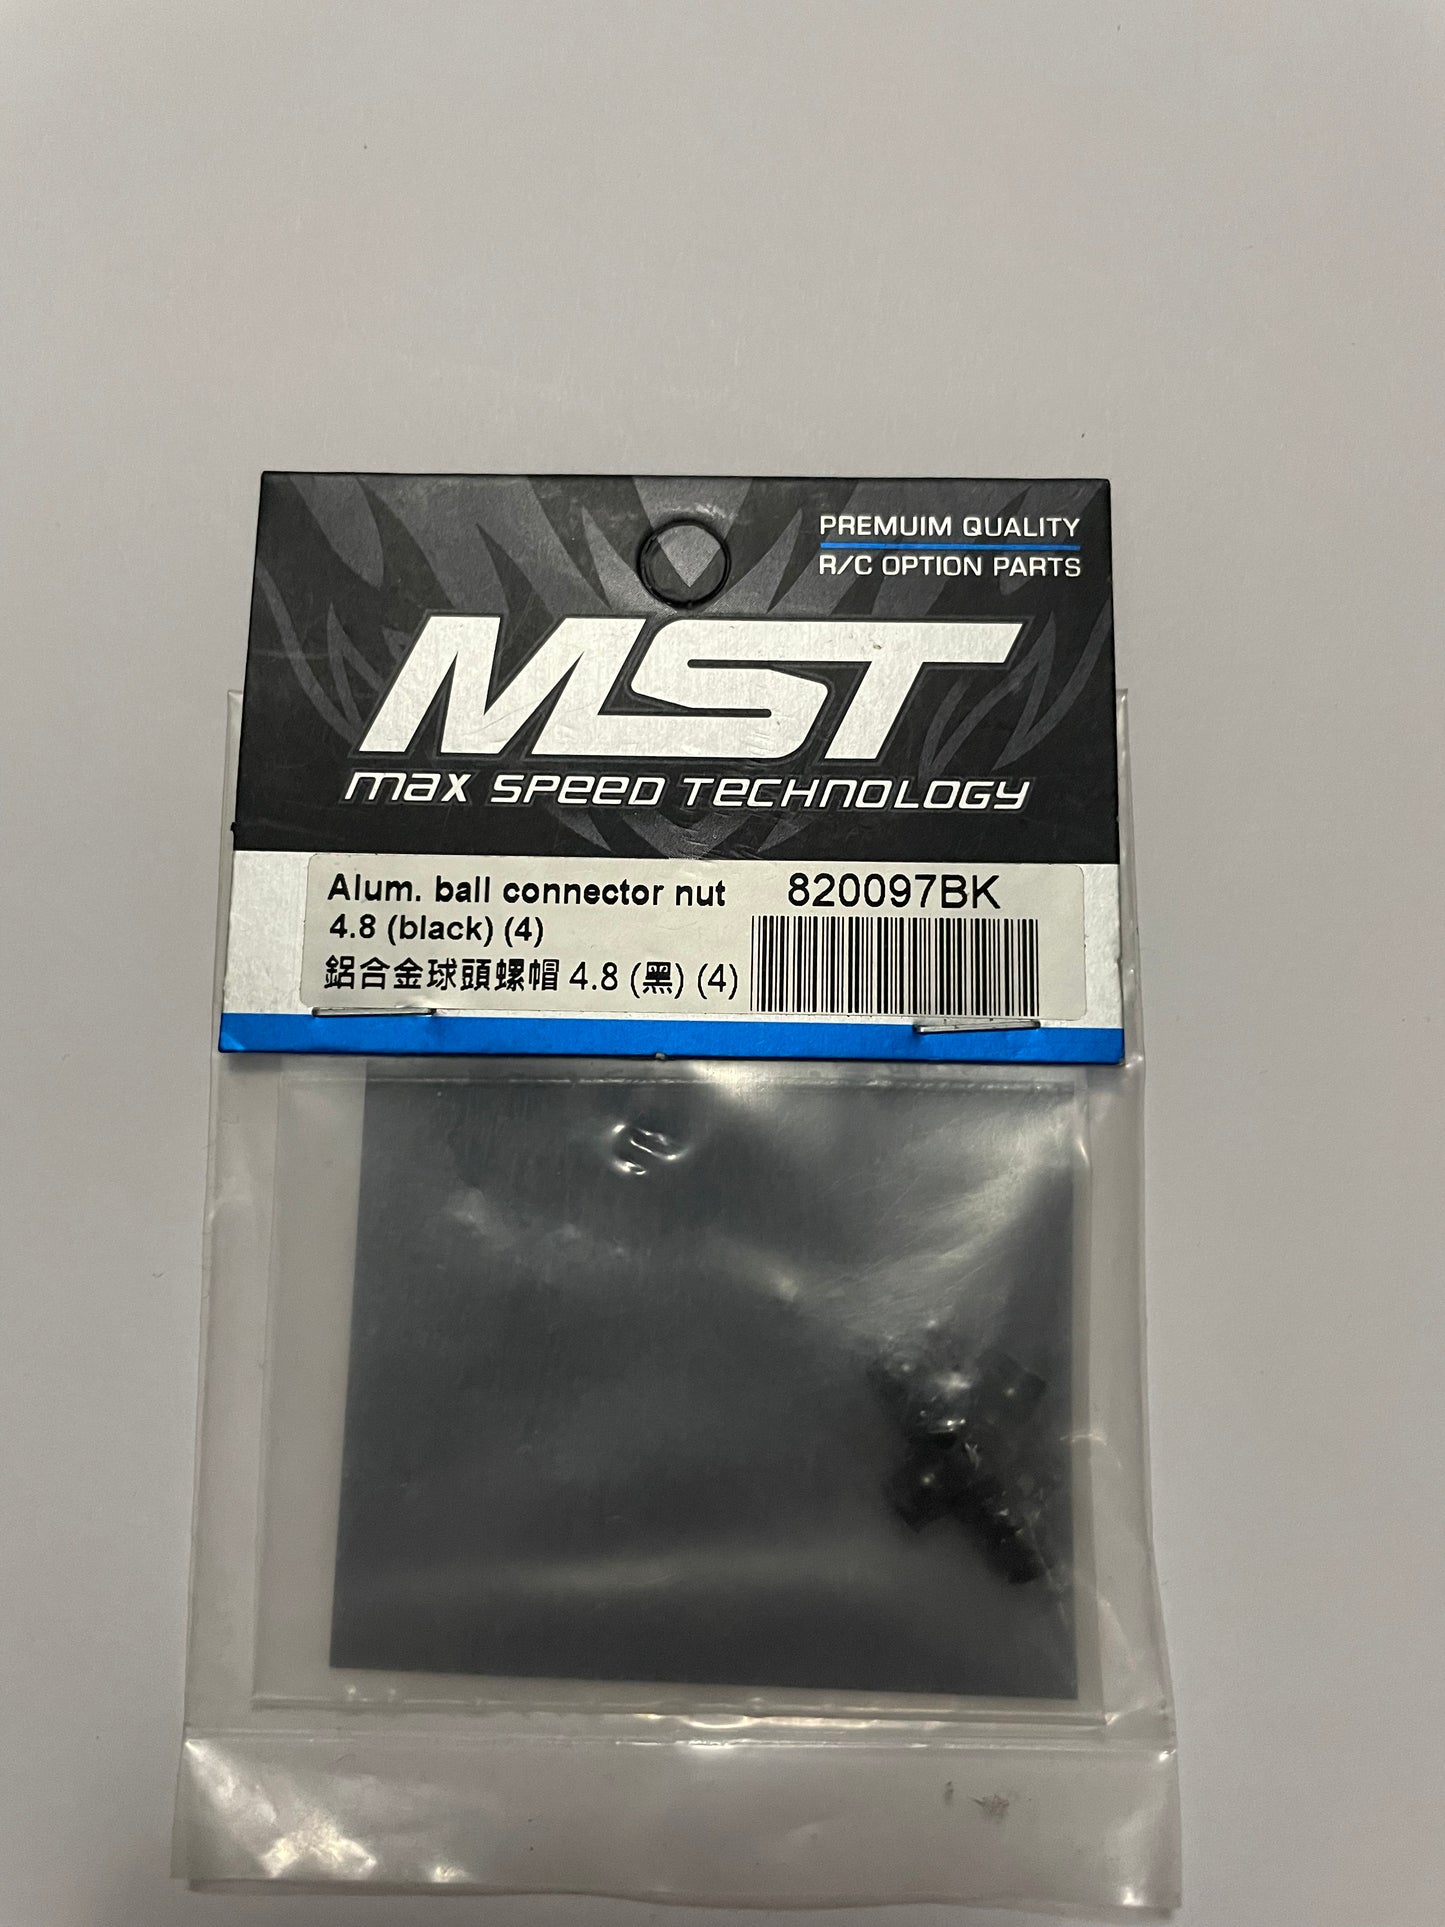 PREMUIM QUALITY
R/C OPTION PARTS
MST
MAX SPEED TECHNOLOGY
Alum. ball connector nut
4.8 (black) (4)
鋁合金球頭螺帽 4.8 (黑) (4)
820097BK